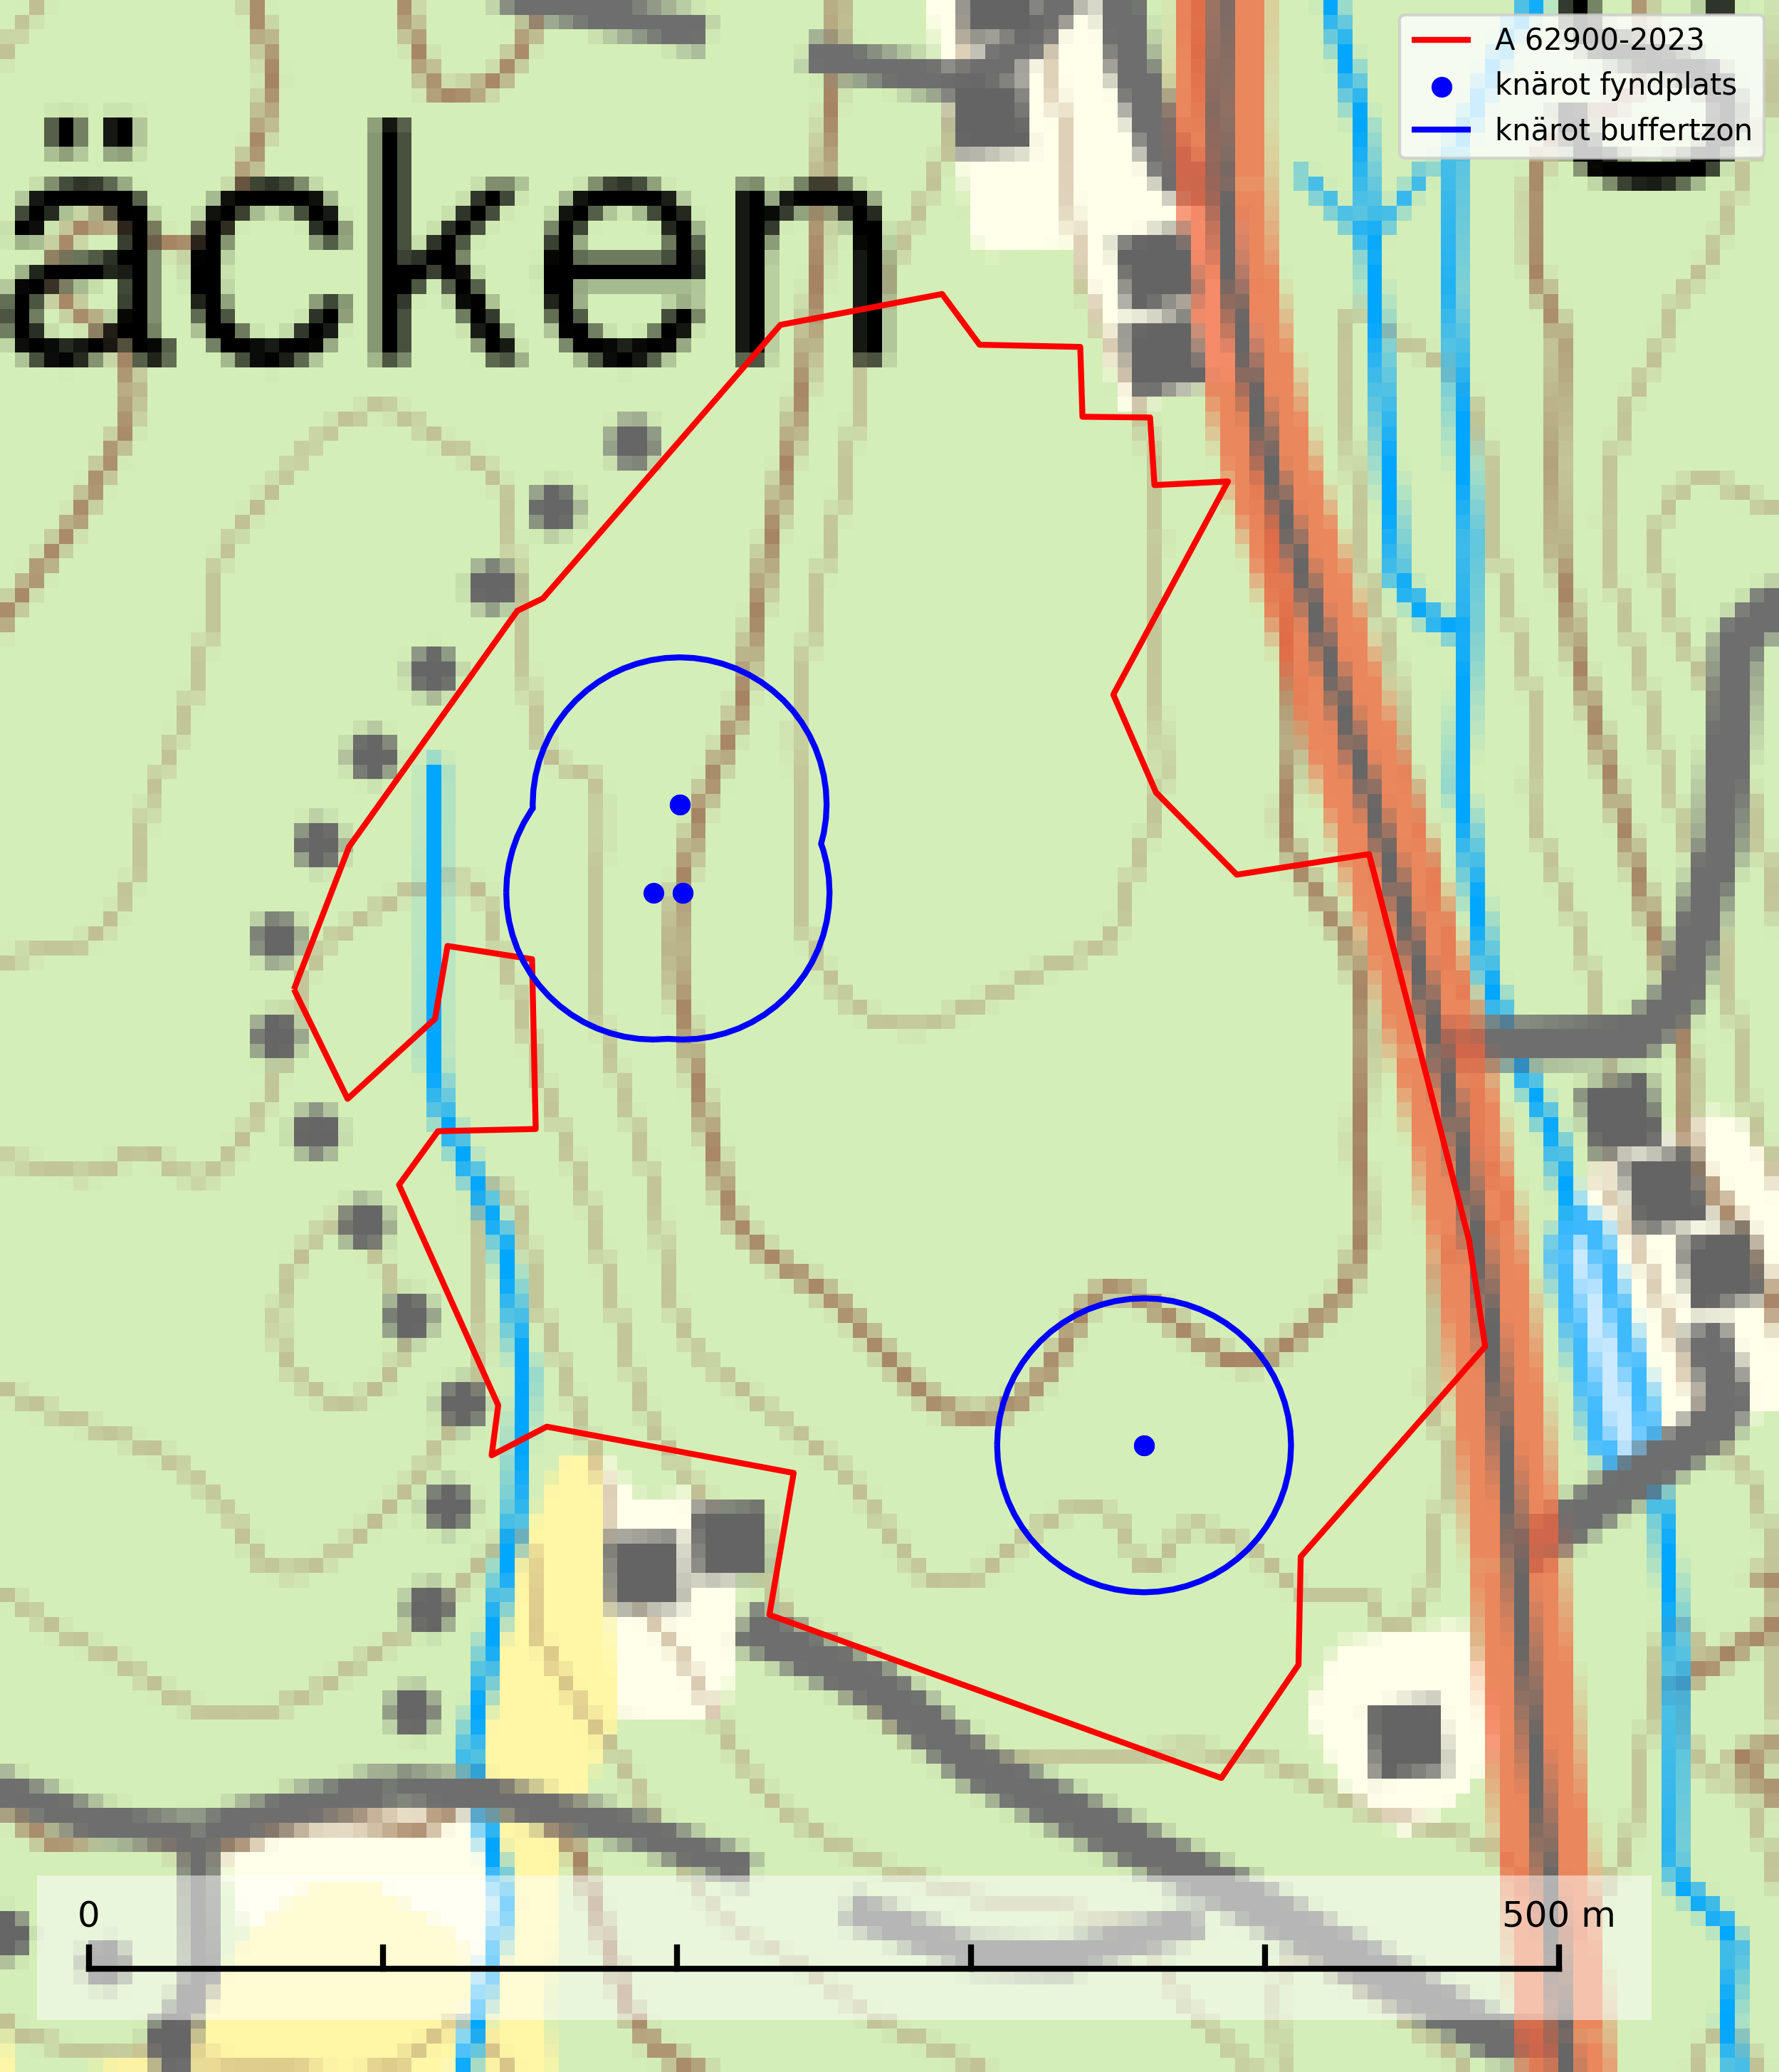 A 62900-2023
knärot fyndplats
knärot buffertzon
äcken
0 500 m